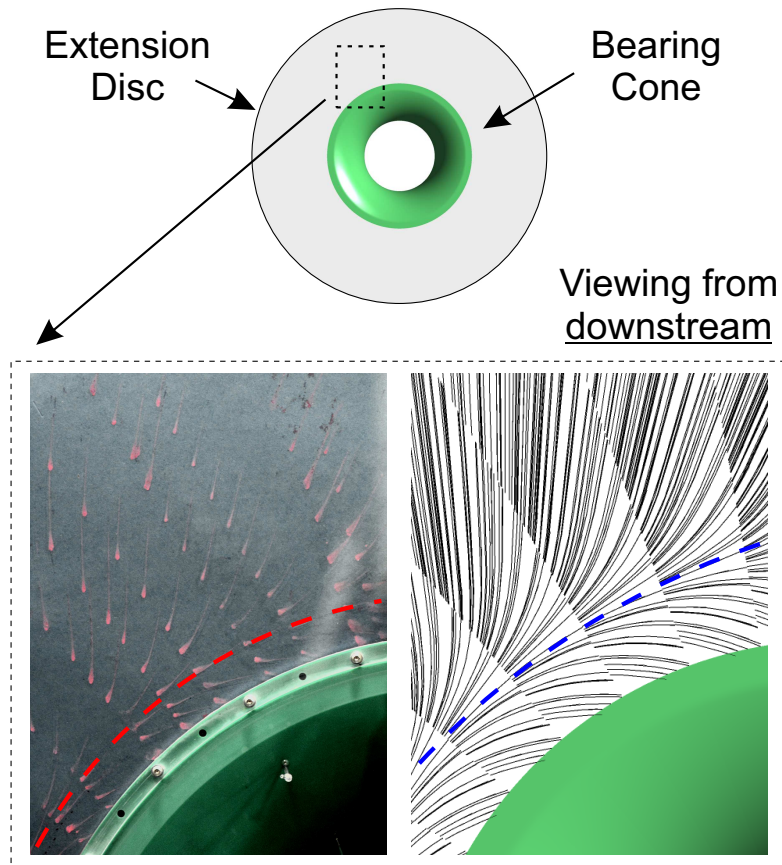 Extension
Disc
Bearing
Cone
Viewing from
downstream